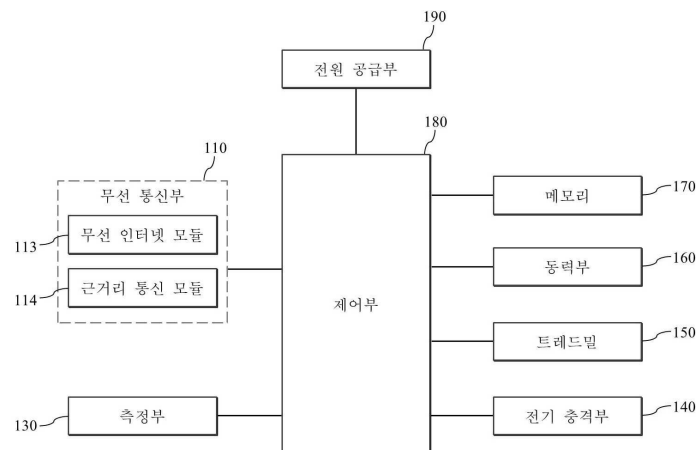 190
전원 공급부
180
110
무선 통신부
170
메모리
113
무선 인터넷 모듈
160
동력부
114
근거리 통신 모듈
제어부
150
트레드밀
130
측정부
140
전기 충격부